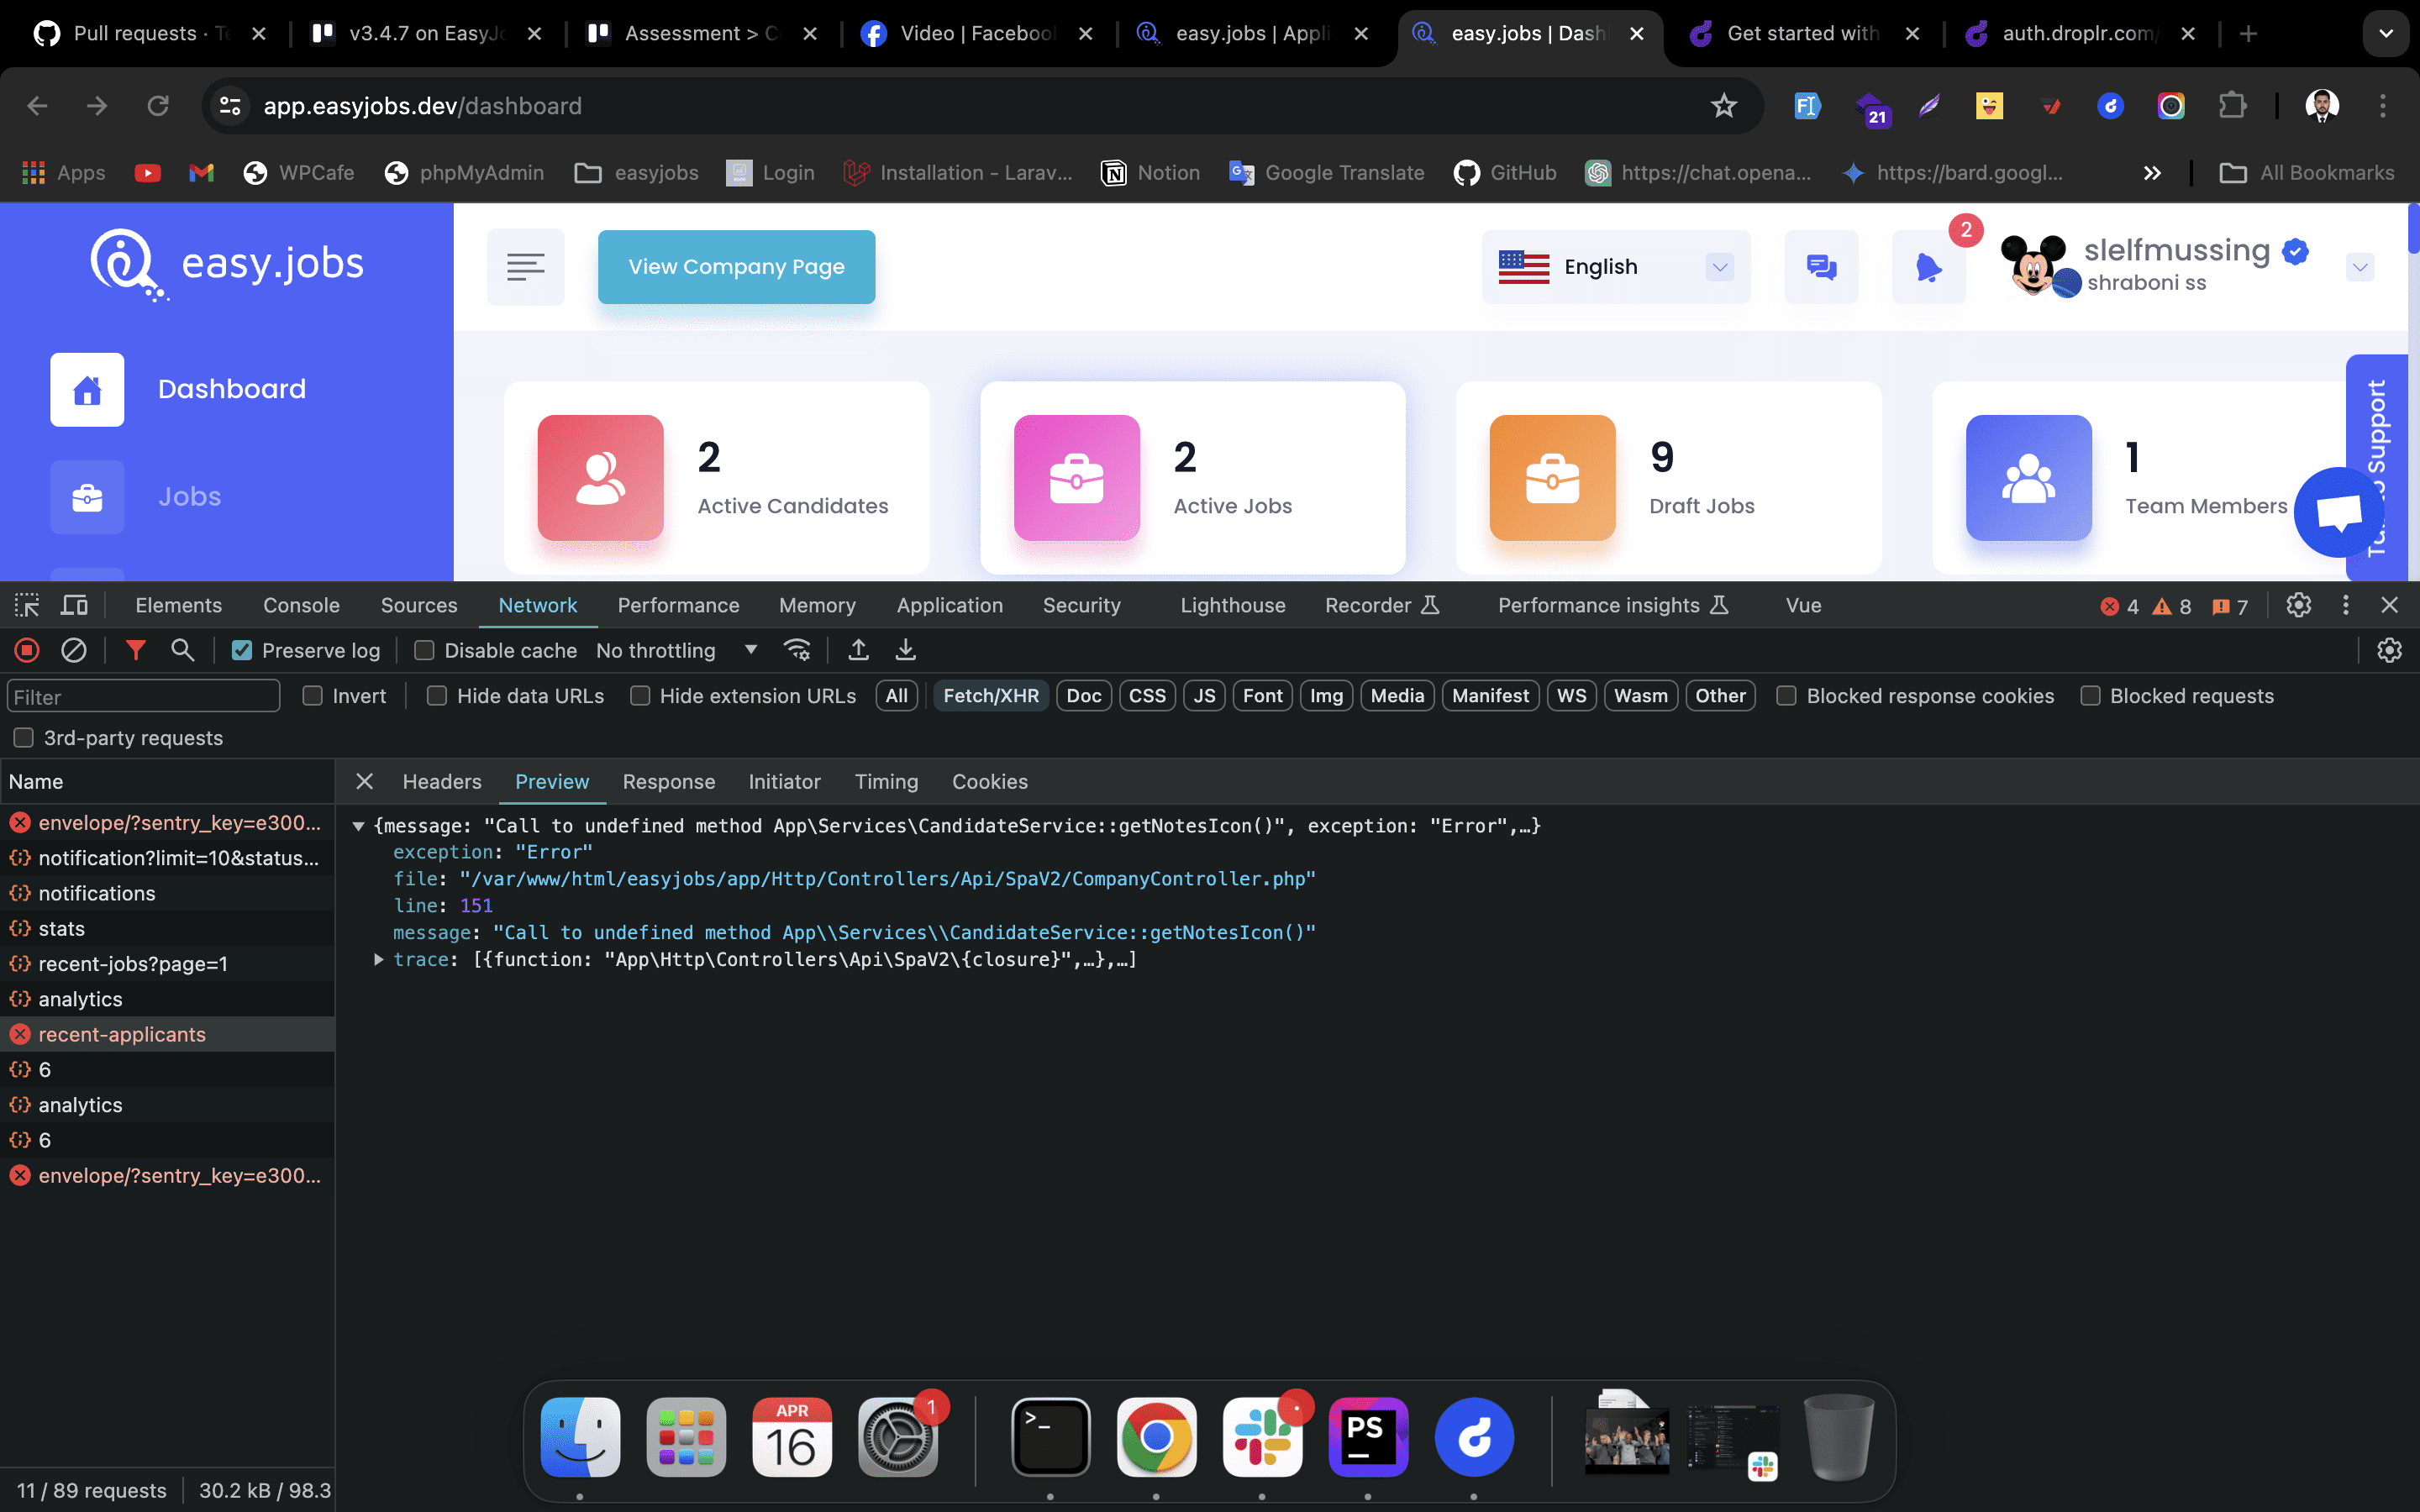 Pull requests · Te
v3.4.7 on EasyJo
Assessment > C
Video | Facebook
easy.jobs | Appli
easy.jobs | Dash
Get started with
auth.droplr.com/
app.easyjobs.dev/dashboard
21
Apps
WPCafe
phpMyAdmin
easyjobs
Login
Installation - Larav...
Notion
Google Translate
GitHub
https://chat.opena...
https://bard.googl...
All Bookmarks
easy.jobs
View Company Page
English
2
slelfmussing
shraboni ss
Dashboard
Jobs
2
Active Candidates
2
Active Jobs
9
Draft Jobs
1
Team Members
Support
Elements Console Sources Network Performance Memory Application Security Lighthouse Recorder Performance insights Vue
4 8 7
Preserve log Disable cache No throttling
Filter Invert Hide data URLs Hide extension URLs All Fetch/XHR Doc CSS JS Font Img Media Manifest WS Wasm Other Blocked response cookies Blocked requests
3rd-party requests
Name
Headers Preview Response Initiator Timing Cookies
envelope/?sentry_key=e300...
notification?limit=10&status...
notifications
stats
recent-jobs?page=1
analytics
recent-applicants
6
analytics
6
envelope/?sentry_key=e300...
{message: "Call to undefined method App\Services\CandidateService::getNotesIcon()", exception: "Error",…}
exception: "Error"
file: "/var/www/html/easyjobs/app/Http/Controllers/Api/SpaV2/CompanyController.php"
line: 151
message: "Call to undefined method App\\Services\\CandidateService::getNotesIcon()"
trace: [{function: "App\Http\Controllers\Api\SpaV2\{closure}",…},…]
APR
16
1
PS
11 / 89 requests
30.2 kB / 98.3